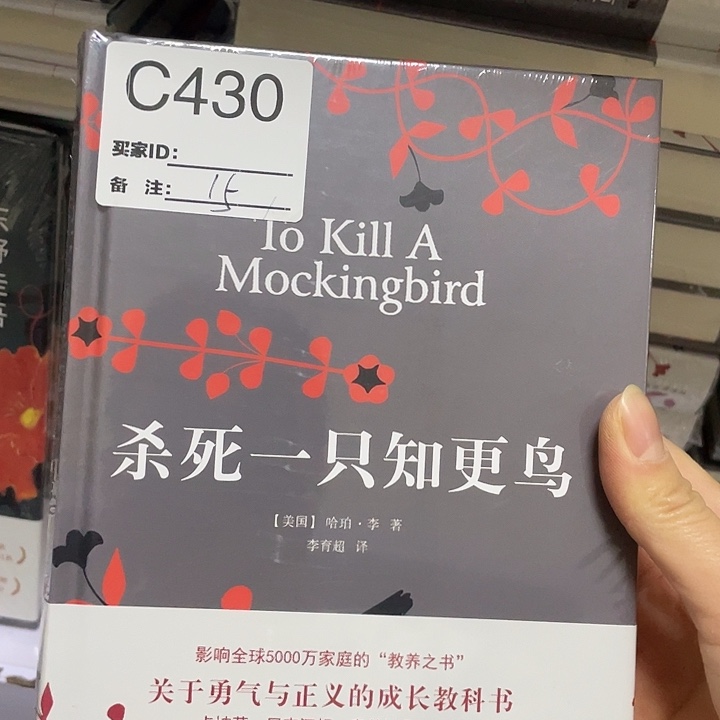 C430
买家ID:
备 注: 15
To Kill A
Mockingbird
杀死一只知更鸟
【美国】 哈珀·李 著
李育超 译
影响全球5000万家庭的“教养之书”
关于勇气与正义的成长教科书